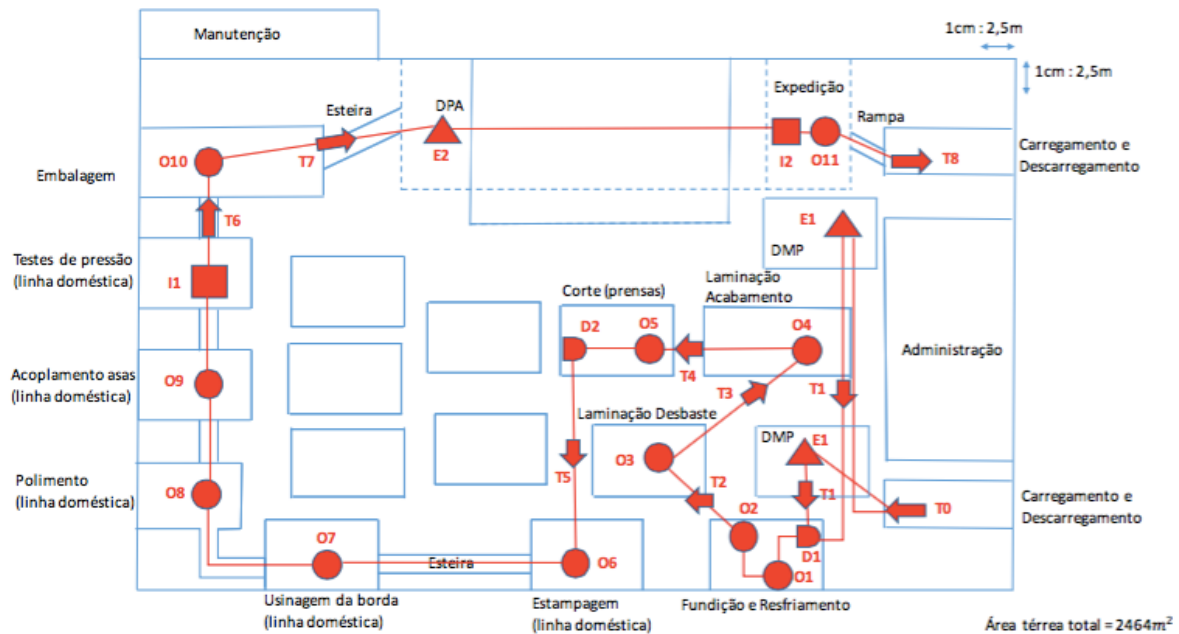 Manutenção
1cm : 2,5m
1cm : 2,5m
Expedição
Esteira
DPA
Rampa
O10
T7
E2
I2
O11
T8
Carregamento e
Descarregamento
Embalagem
T6
E1
DMP
Testes de pressão
(linha doméstica)
I1
Laminação
Acabamento
Corte (prensas)
D2
O5
O4
T4
Administração
Acoplamento asas
(linha doméstica)
O9
T3
T1
Laminação Desbaste
DMP
E1
O3
T5
T2
T1
T0
Polimento
(linha doméstica)
O8
Carregamento e
Descarregamento
O2
O7
Esteira
O6
D1
O1
Usinagem da borda
(linha doméstica)
Estampagem
(linha doméstica)
Fundição e Resfriamento
Área térrea total = 2464m²